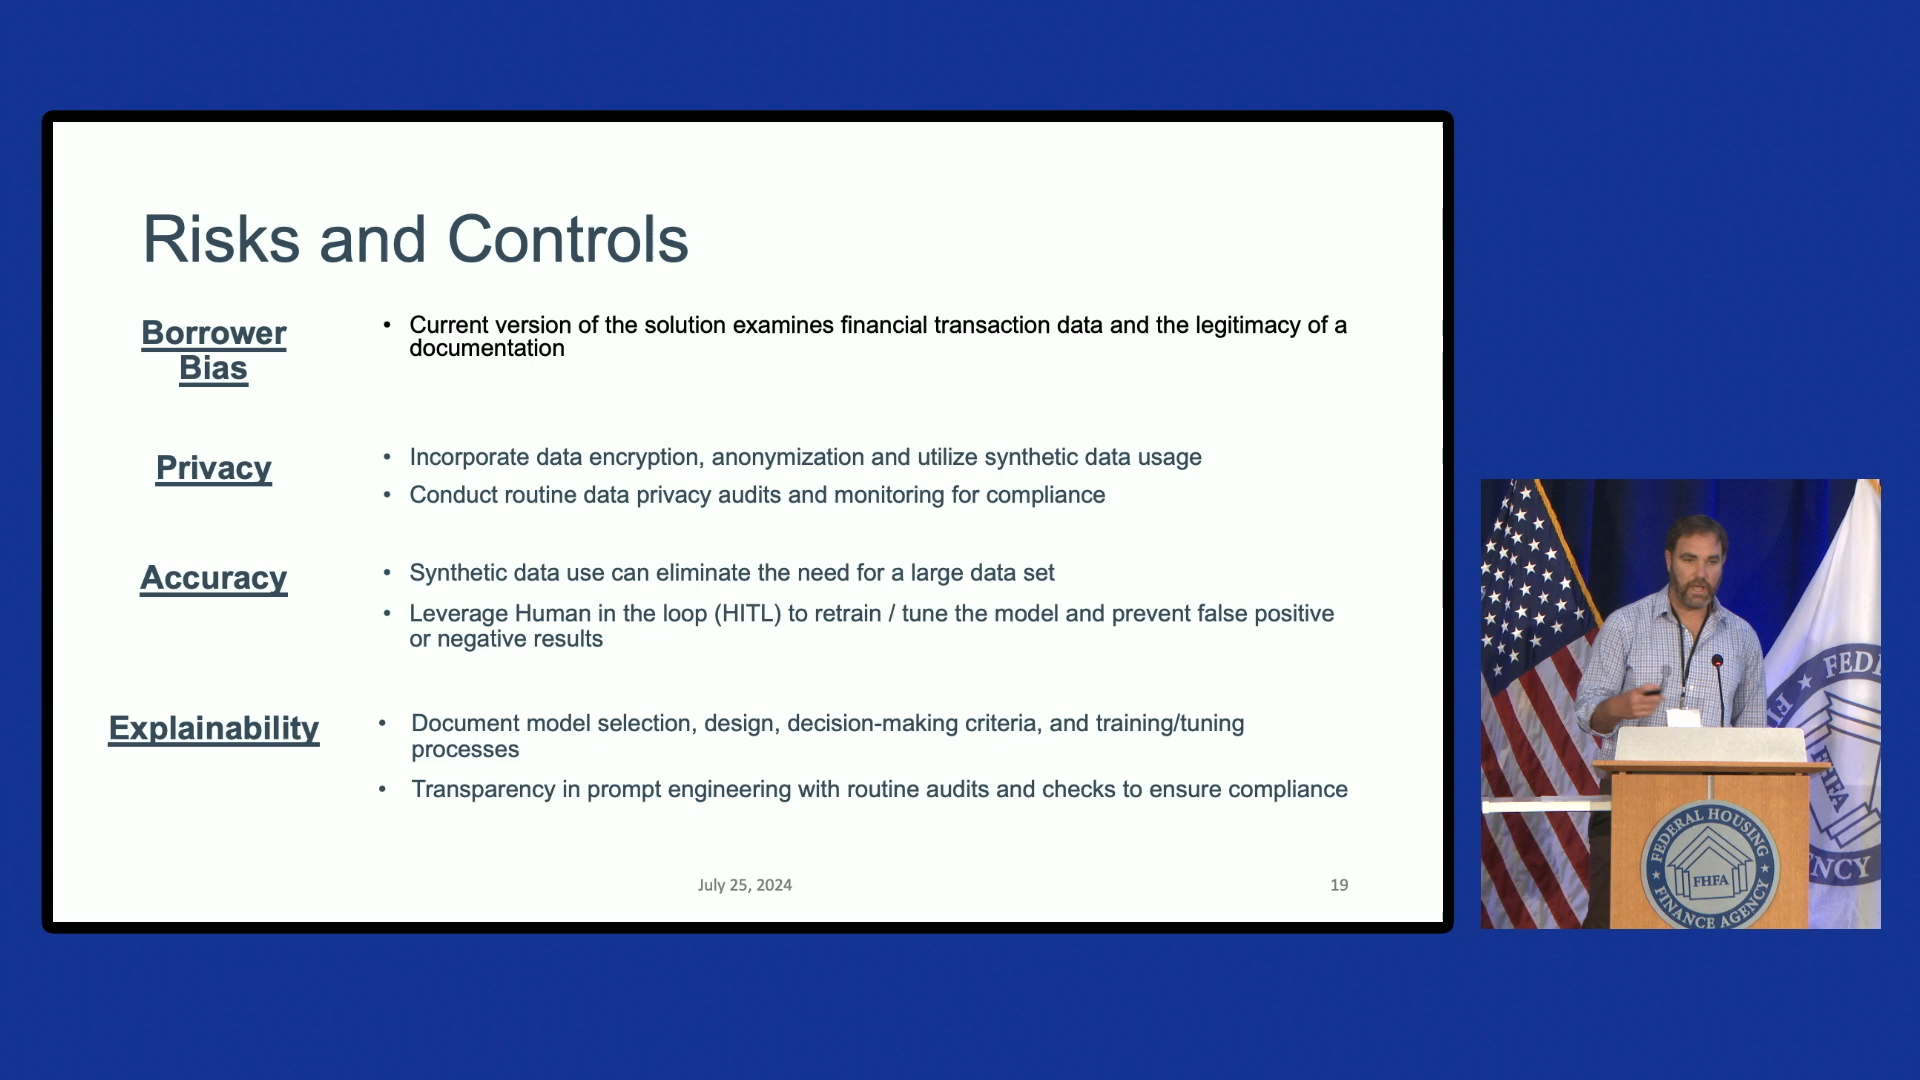 Risks and Controls
Borrower
Bias
• Current version of the solution examines financial transaction data and the legitimacy of a
documentation
Privacy
• Incorporate data encryption, anonymization and utilize synthetic data usage
• Conduct routine data privacy audits and monitoring for compliance
Accuracy
• Synthetic data use can eliminate the need for a large data set
• Leverage Human in the loop (HITL) to retrain / tune the model and prevent false positive
or negative results
Explainability
• Document model selection, design, decision-making criteria, and training/tuning
processes
• Transparency in prompt engineering with routine audits and checks to ensure compliance
July 25, 2024
19
FEDERAL HOUSING
FHFA
FINANCE AGENCY
FHFA